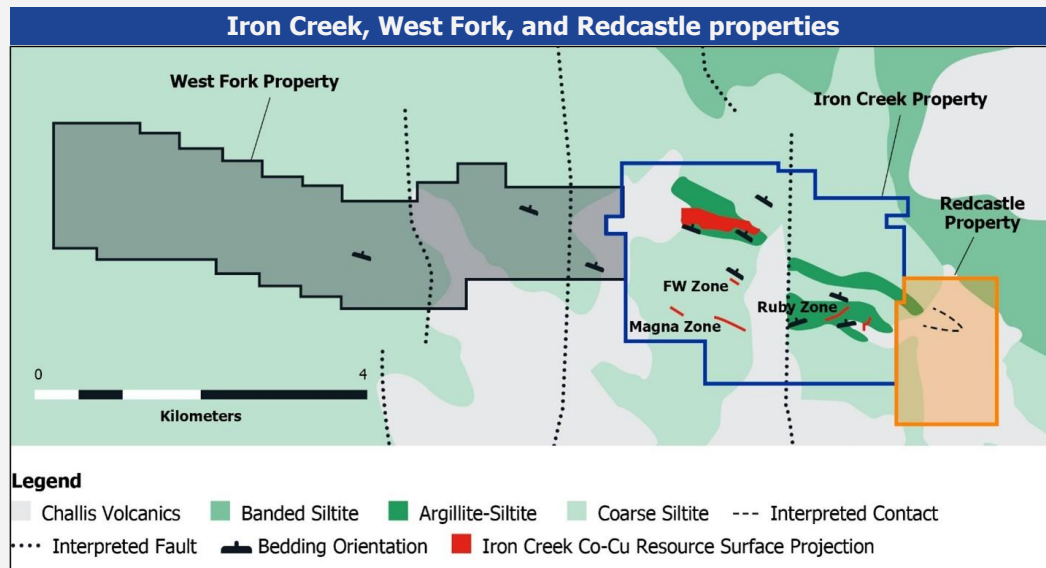 Iron Creek, West Fork, and Redcastle properties
West Fork Property
Iron Creek Property
Redcastle
Property
FW Zone
Ruby Zone
Magna Zone
0 4
Kilometers
Legend
Challis Volcanics Banded Siltite Argillite-Siltite Coarse Siltite Interpreted Contact
Interpreted Fault Bedding Orientation Iron Creek Co-Cu Resource Surface Projection